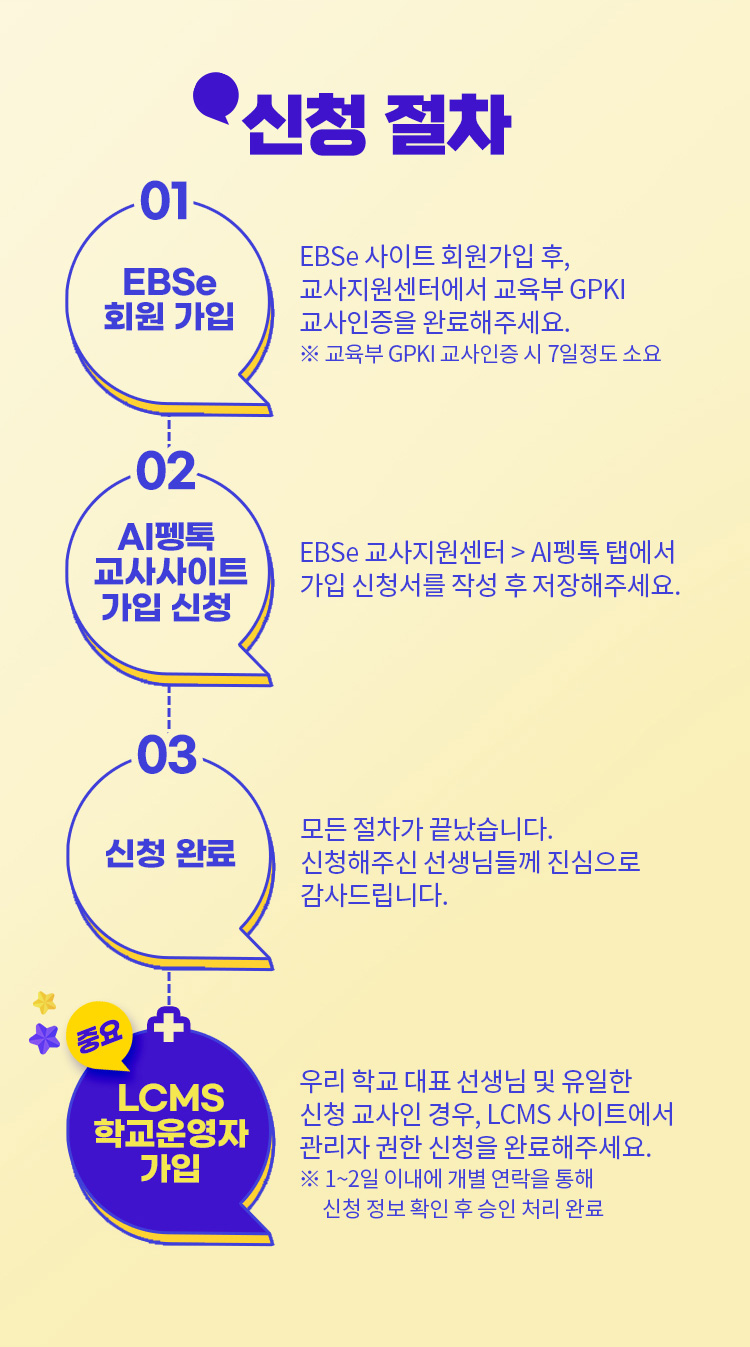 신청 절차
01
EBSe
회원 가입
EBSe 사이트 회원가입 후,
교사지원센터에서 교육부 GPKI
교사인증을 완료해주세요.
※ 교육부 GPKI 교사인증 시 7일정도 소요
02
AI펭톡
교사사이트
가입 신청
EBSe 교사지원센터 > AI펭톡 탭에서
가입 신청서를 작성 후 저장해주세요.
03
신청 완료
모든 절차가 끝났습니다.
신청해주신 선생님들께 진심으로
감사드립니다.
중요
LCMS
학교운영자
가입
우리 학교 대표 선생님 및 유일한
신청 교사인 경우, LCMS 사이트에서
관리자 권한 신청을 완료해주세요.
※ 1~2일 이내에 개별 연락을 통해
신청 정보 확인 후 승인 처리 완료